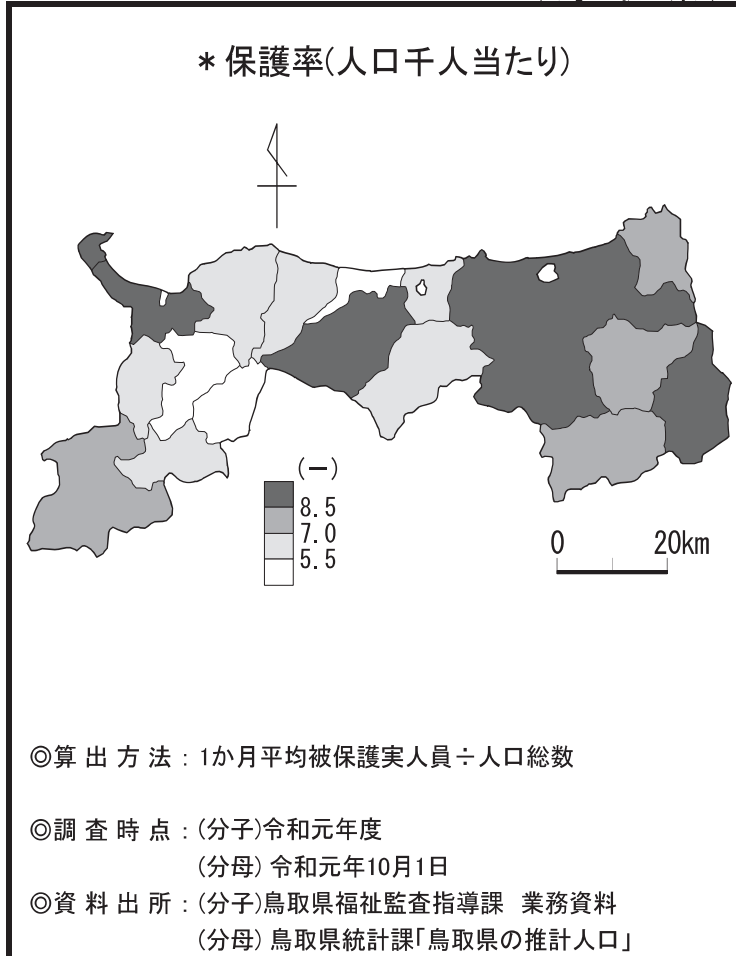 ＊保護率(人口千人当たり)
(－)
8.5
7.0
5.5
0 20km
◎算出方法：1か月平均被保護実人員÷人口総数
◎調査時点：(分子)令和元年度
(分母) 令和元年10月1日
◎資料出所：(分子)鳥取県福祉監査指導課 業務資料
(分母) 鳥取県統計課「鳥取県の推計人口」